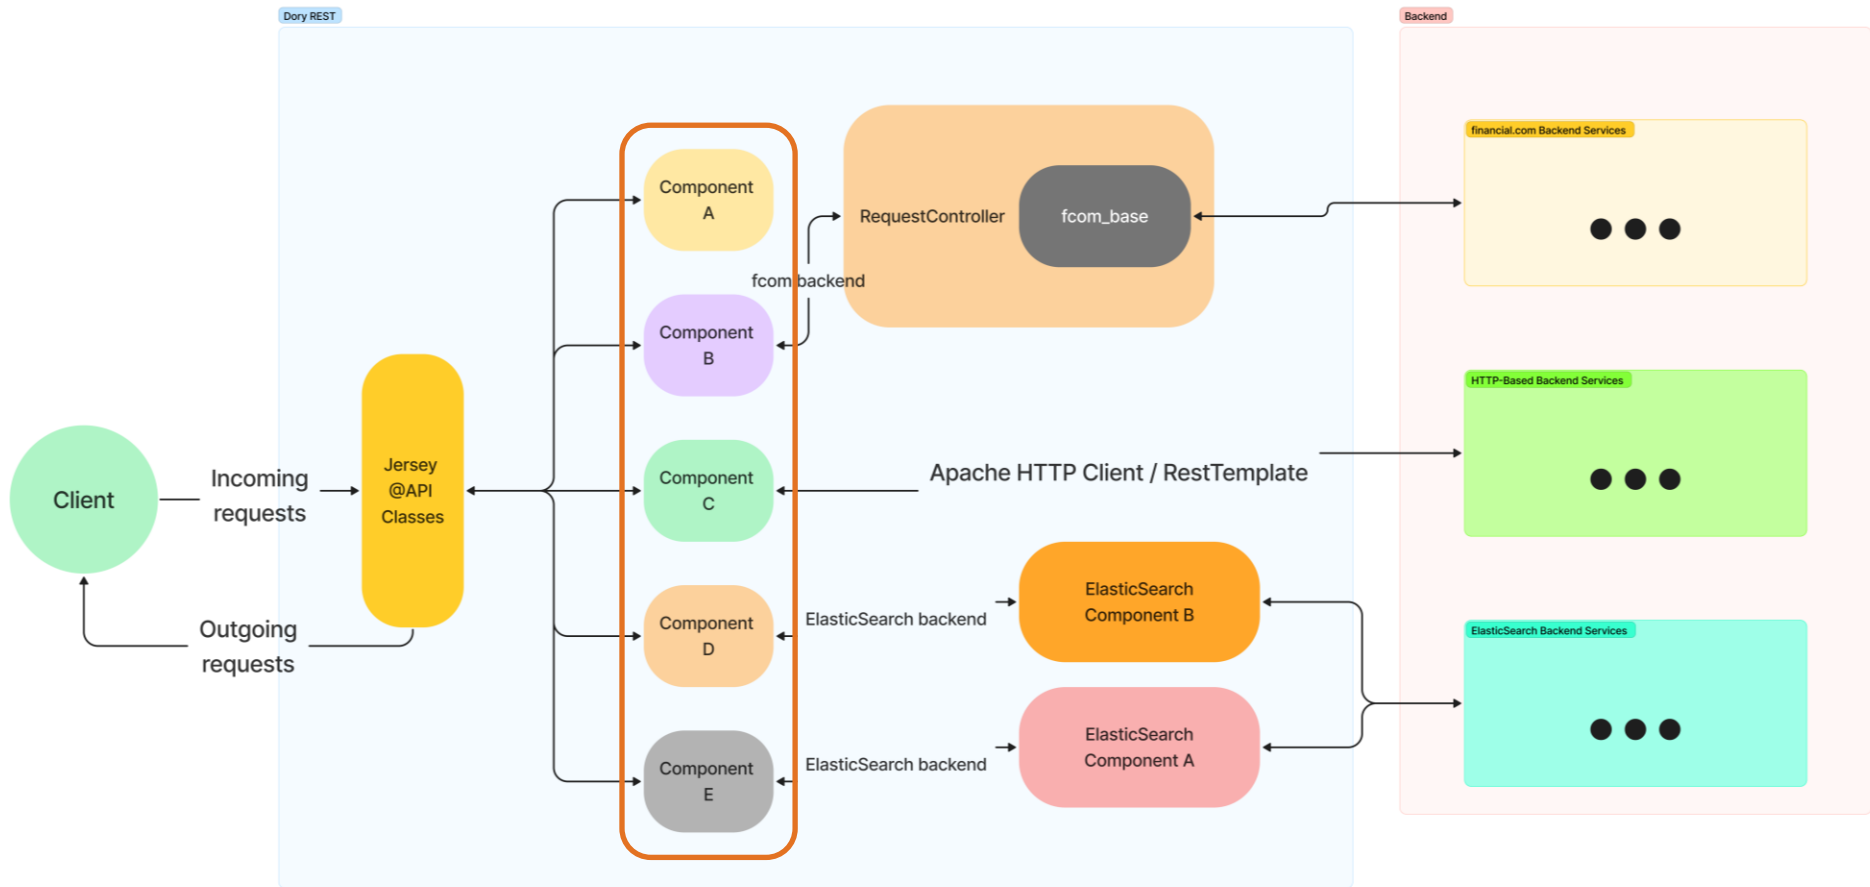 Dory REST
Backend
Client
Incoming
requests
Outgoing
requests
Jersey
@API
Classes
Component
A
Component
B
Component
C
Component
D
Component
E
fcom backend
RequestController
fcom_base
Apache HTTP Client / RestTemplate
ElasticSearch backend
ElasticSearch
Component B
ElasticSearch backend
ElasticSearch
Component A
financial.com Backend Services
HTTP-Based Backend Services
ElasticSearch Backend Services